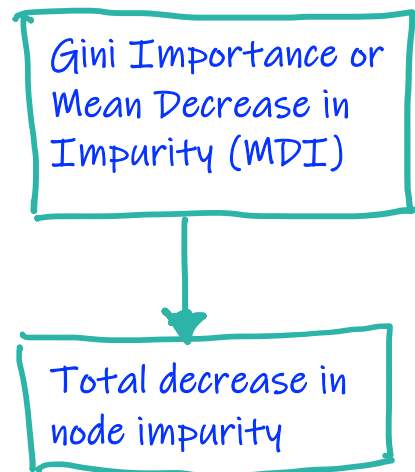 Gini Importance or
Mean Decrease in
Impurity (MDI)
Total decrease in
node impurity